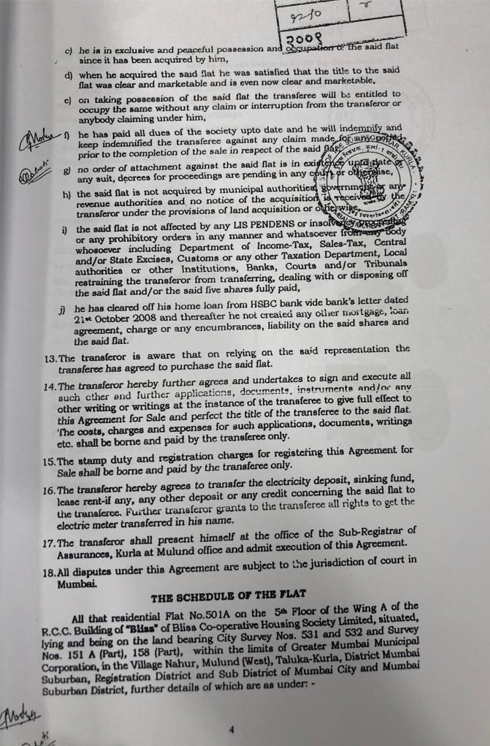 9210
2009
c) he is in exclusive and peaceful possession and occupation of the said flat
since it has been acquired by him,
d) when he acquired the said flat he was satisfied that the title to the said
flat was clear and marketable and is even now clear and marketable,
e) on taking possession of the said flat the transferee will be entitled to
occupy the same without any claim or interruption from the transferor or
anybody claiming under him,
f) he has paid all dues of the society upto date and he will indemnify and
keep indemnified the transferee against any claim made for any period
prior to the completion of the sale in respect of the said flat,
g) no order of attachment against the said flat is in existence upto date or
any suit, decrees for proceedings are pending in any court or otherwise,
h) the said flat is not acquired by municipal authorities, government or any
revenue authorities and no notice of the acquisition is received by the
transferor under the provisions of land acquisition or otherwise,
i) the said flat is not affected by any LIS PENDENS or insolvency
or any prohibitory orders in any manner and whatsoever from any body
whosoever including Department of Income-Tax, Sales-Tax, Central
and/or State Excises, Customs or any other Taxation Department, Local
authorities or other Institutions, Banks, Courts and/or Tribunals
restraining the transferor from transferring, dealing with or disposing off
the said flat and/or the said five shares fully paid,
j) he has cleared off his home loan from HSBC bank vide bank's letter dated
21st October 2008 and thereafter he not created any other mortgage, loan
agreement, charge or any encumbrances, liability on the said shares and
the said flat.
13.The transferor is aware that on relying on the said representation the
transferee has agreed to purchase the said flat.
14.The transferor hereby further agrees and undertakes to sign and execute all
such other and further applications, documents, instruments and/or any
other writing or writings at the instance of the transferee to give full effect to
this Agreement for Sale and perfect the title of the transferee to the said flat.
The costs, charges and expenses for such applications, documents, writings
etc. shall be borne and paid by the transferee only.
15.The stamp duty and registration charges for registering this Agreement for
Sale shall be borne and paid by the transferee only.
16.The transferor hereby agrees to transfer the electricity deposit, sinking fund,
lease rent-if any, any other deposit or any credit concerning the said flat to
the transferee. Further transferor grants to the transferee all rights to get the
electric meter transferred in his name.
17.The transferor shall present himself at the office of the Sub-Registrar of
Assurances, Kurla at Mulund office and admit execution of this Agreement.
18.All disputes under this Agreement are subject to the jurisdiction of court in
Mumbai.
THE SCHEDULE OF THE FLAT
All that residential Flat No.501A on the 5th Floor of the Wing A of the
R.C.C. Building of "Bliss" of Bliss Co-operative Housing Society Limited, situated,
lying and being on the land bearing City Survey Nos. 531 and 532 and Survey
Nos. 151 A (Part), 158 (Part), within the limits of Greater Mumbai Municipal
Corporation, in the Village Nahur, Mulund (West), Taluka-Kurla, District Mumbai
Suburban, Registration District and Sub District of Mumbai City and Mumbai
Suburban District, further details of which are as under: -
4